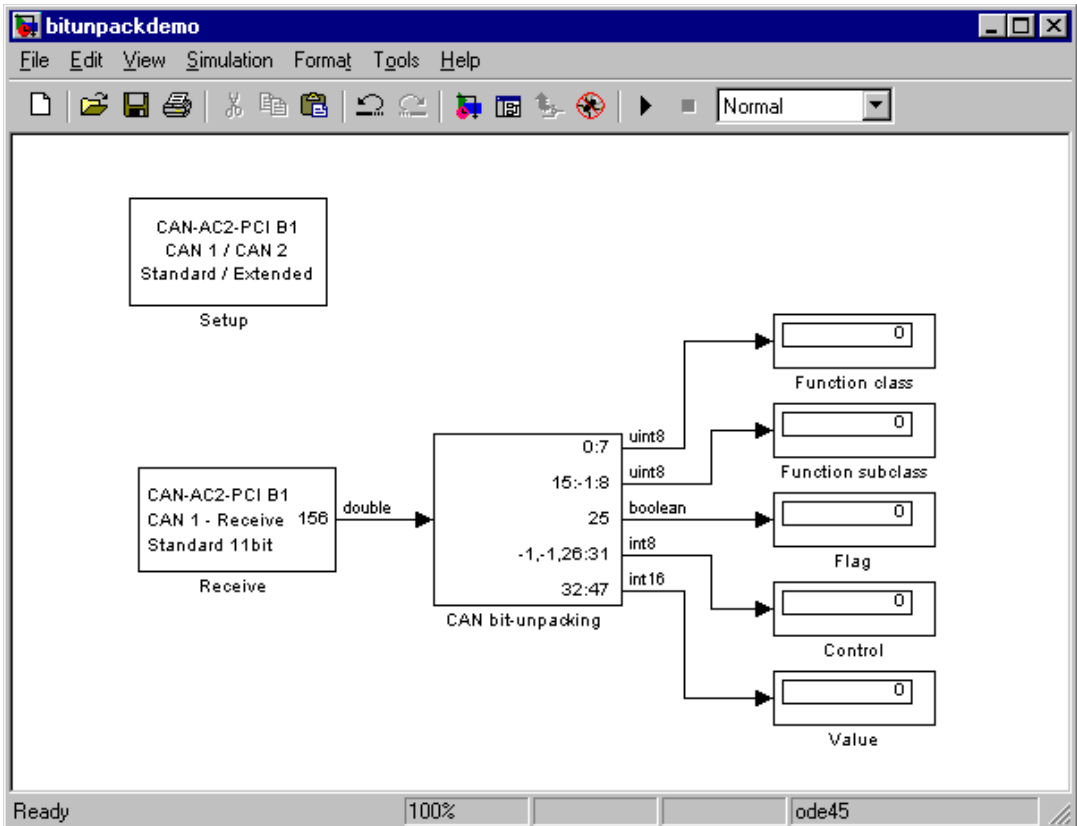 bitunpackdemo
File Edit View Simulation Format Tools Help
Normal
CAN-AC2-PCI B1
CAN 1 / CAN 2
Standard / Extended
Setup
CAN-AC2-PCI B1
CAN 1 - Receive
Standard 11bit
156
Receive
double
0:7
15:-1:8
25
-1,-1,26:31
32:47
CAN bit-unpacking
uint8
uint8
boolean
int8
int16
0
Function class
0
Function subclass
0
Flag
0
Control
0
Value
Ready 100% ode45